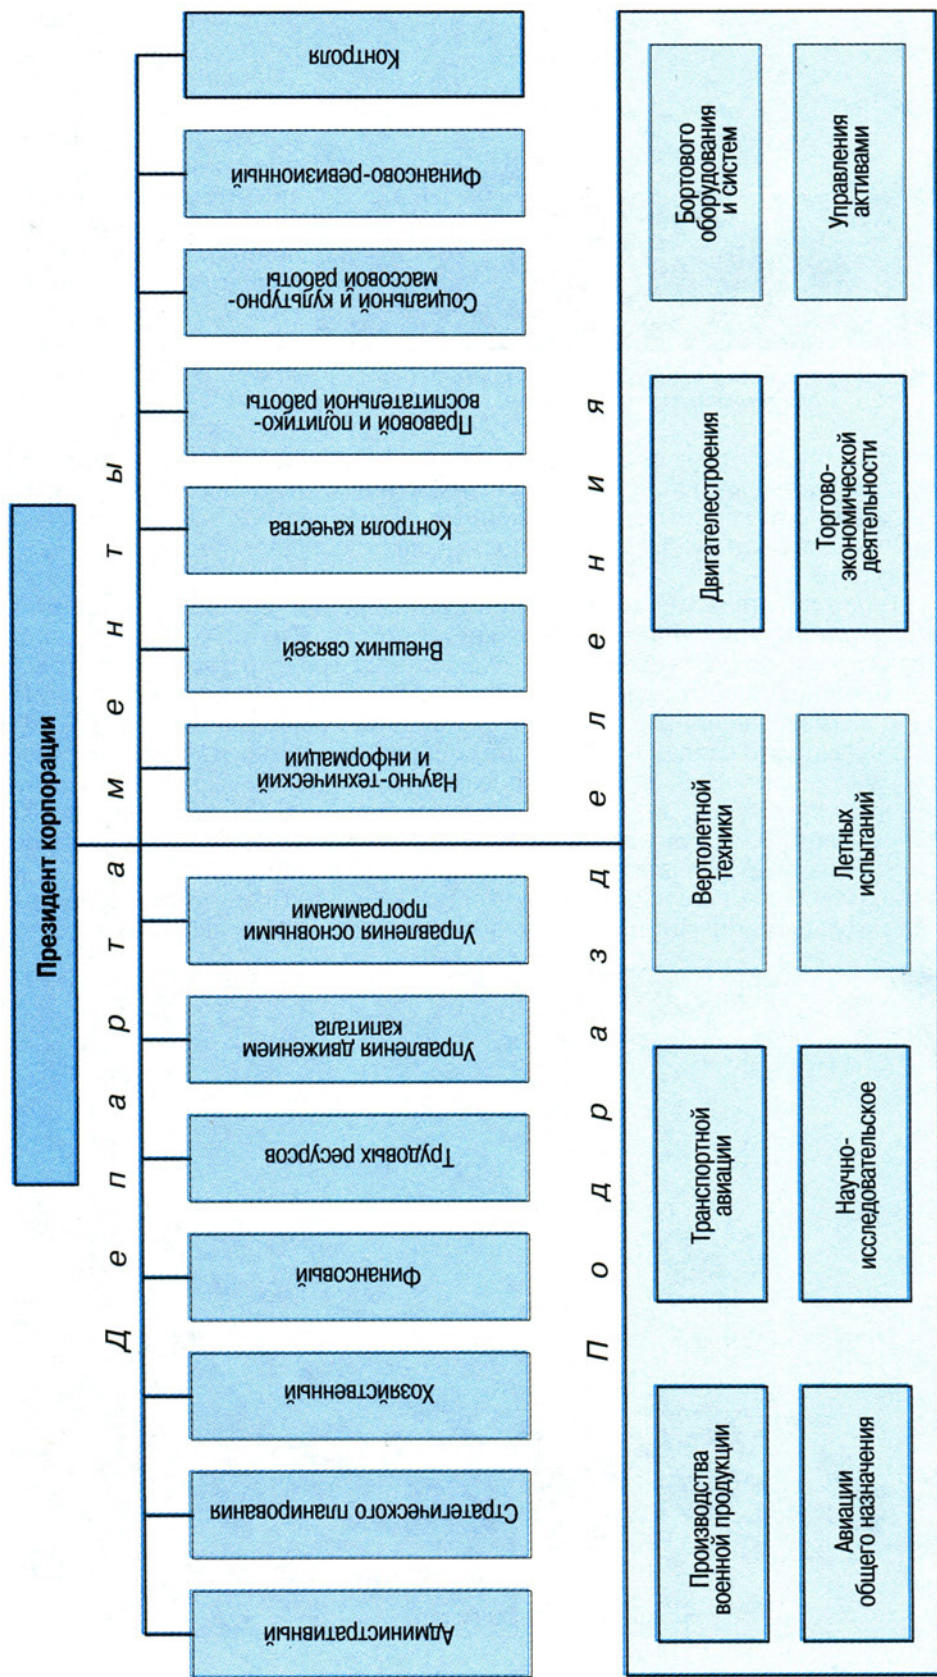 Президент корпорации
Департаменты
Административный
Стратегического планирования
Хозяйственный
Финансовый
Трудовых ресурсов
Управления движением
капитала
Управления основными
программами
Научно-технический
и информации
Внешних связей
Контроля качества
Правовой и политико-
воспитательной работы
Социальной и культурно-
массовой работы
Финансово-ревизионный
Контроля
Подразделения
Производства
военной продукции
Транспортной
авиации
Вертолетной
техники
Двигателестроения
Бортового
оборудования
и систем
Авиации
общего назначения
Научно-
исследовательское
Летных
испытаний
Торгово-
экономической
деятельности
Управления
активами